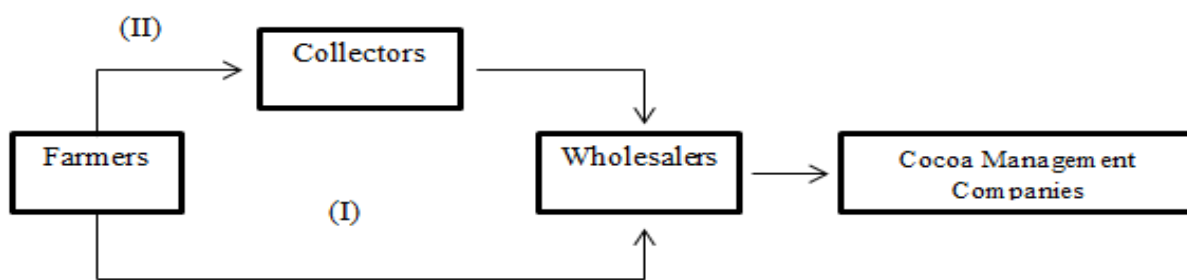 (II)
Collectors
Farmers
Wholesalers
Cocoa Management
Companies
(I)